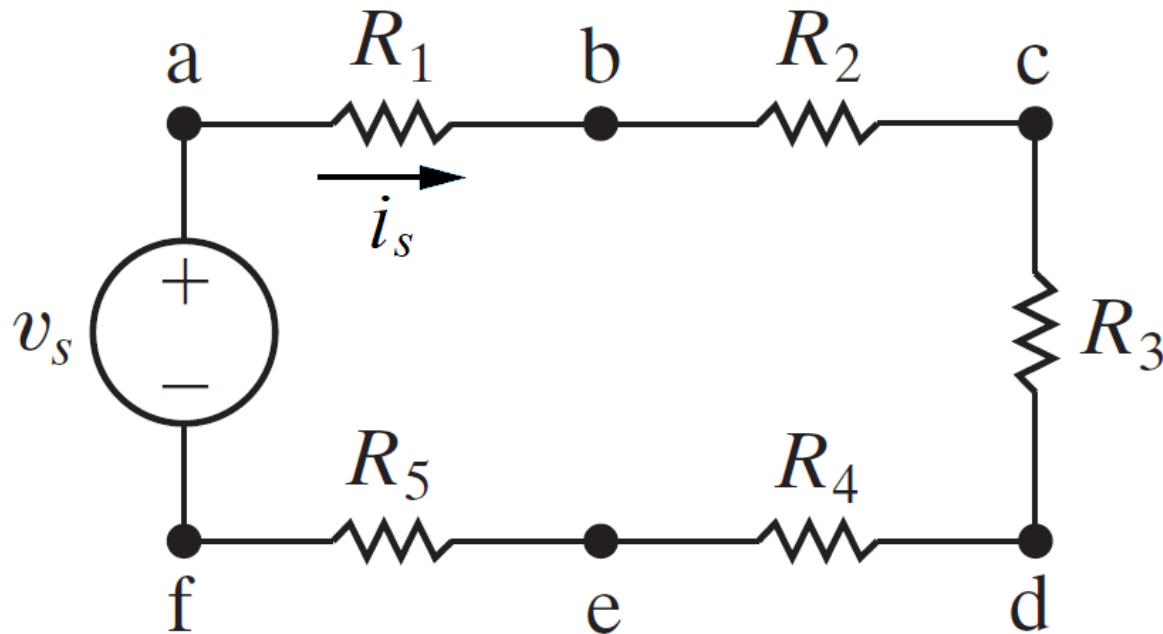 a R₁ b R₂ c
iₛ
+
vₛ R₃
−
R₅ R₄
f e d